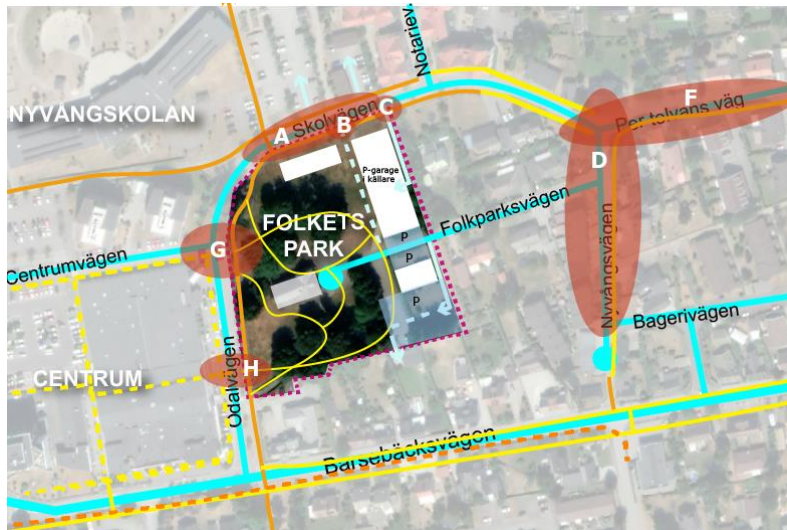 Notariev.
NYVÅNGSKOLAN
A
Skolvägen
B
C
F
Per tolvans väg
D
P-garage
i källare
FOLKETS
PARK
G
Centrumvägen
Folkparksvägen
P
P
P
Nyvångsvägen
Bagerivägen
H
CENTRUM
Odalvägen
Barsebäcksvägen